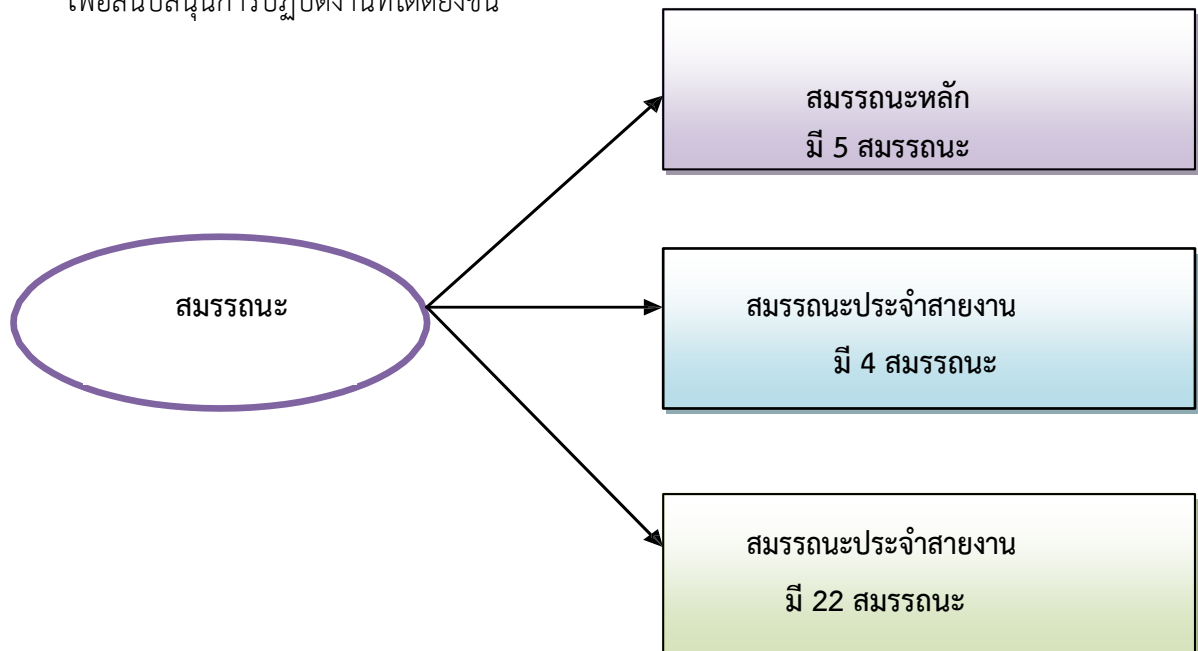 สมรรถนะหลัก
มี 5 สมรรถนะ
สมรรถนะ
สมรรถนะประจำสายงาน
มี 4 สมรรถนะ
สมรรถนะประจำสายงาน
มี 22 สมรรถนะ